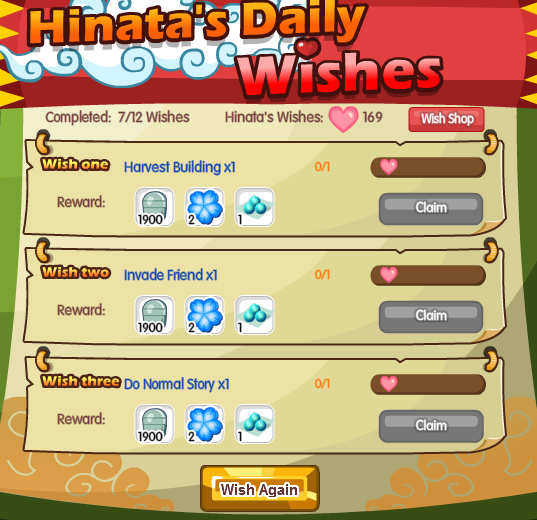 Hinata's Daily
Wishes
Completed: 7/12 Wishes Hinata's Wishes: 169 Wish Shop
Wish one Harvest Building x1 0/1
Reward: 1900 2 1 Claim
Wish two Invade Friend x1 0/1
Reward: 1900 2 1 Claim
Wish three Do Normal Story x1 0/1
Reward: 1900 2 1 Claim
Wish Again